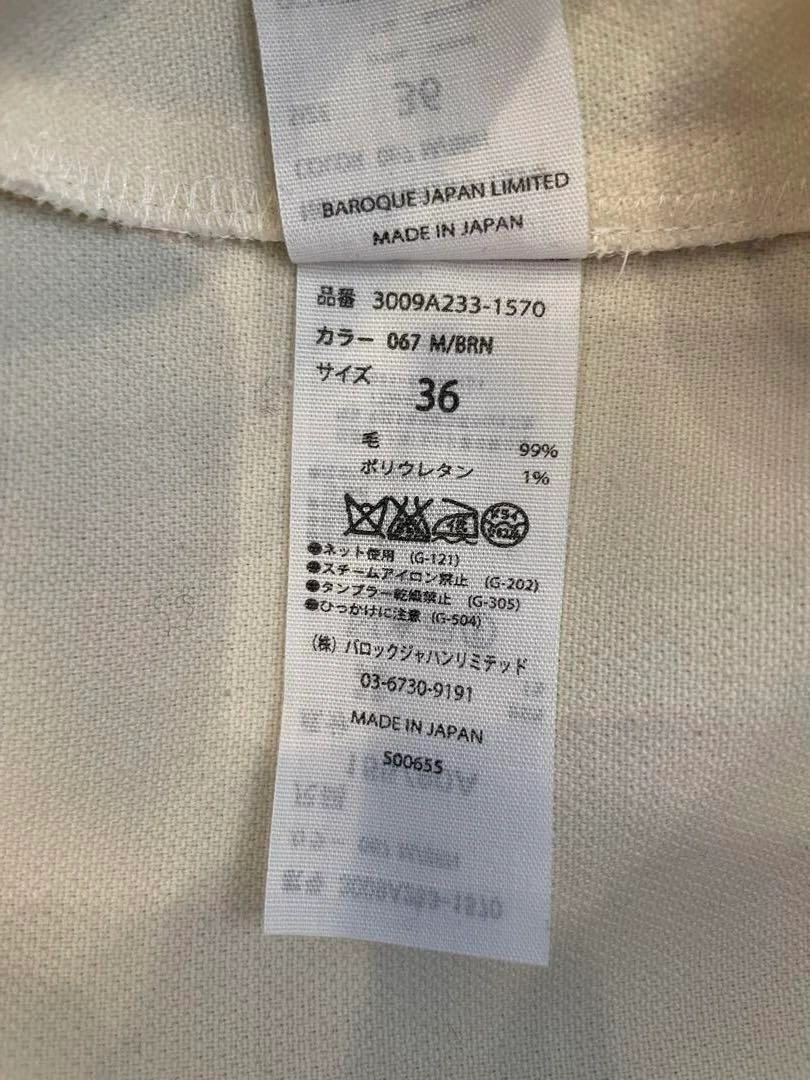 BAROQUE JAPAN LIMITED
MADE IN JAPAN
品番 3009A233-1570
カラー 067 M/BRN
サイズ 36
毛 99%
ポリウレタン 1%
●ネット使用 (G-121)
●スチームアイロン禁止 (G-202)
●タンブラー乾燥禁止 (G-305)
●ひっかけに注意 (G-504)
(株) バロックジャパンリミテッド
03-6730-9191
MADE IN JAPAN
S00655